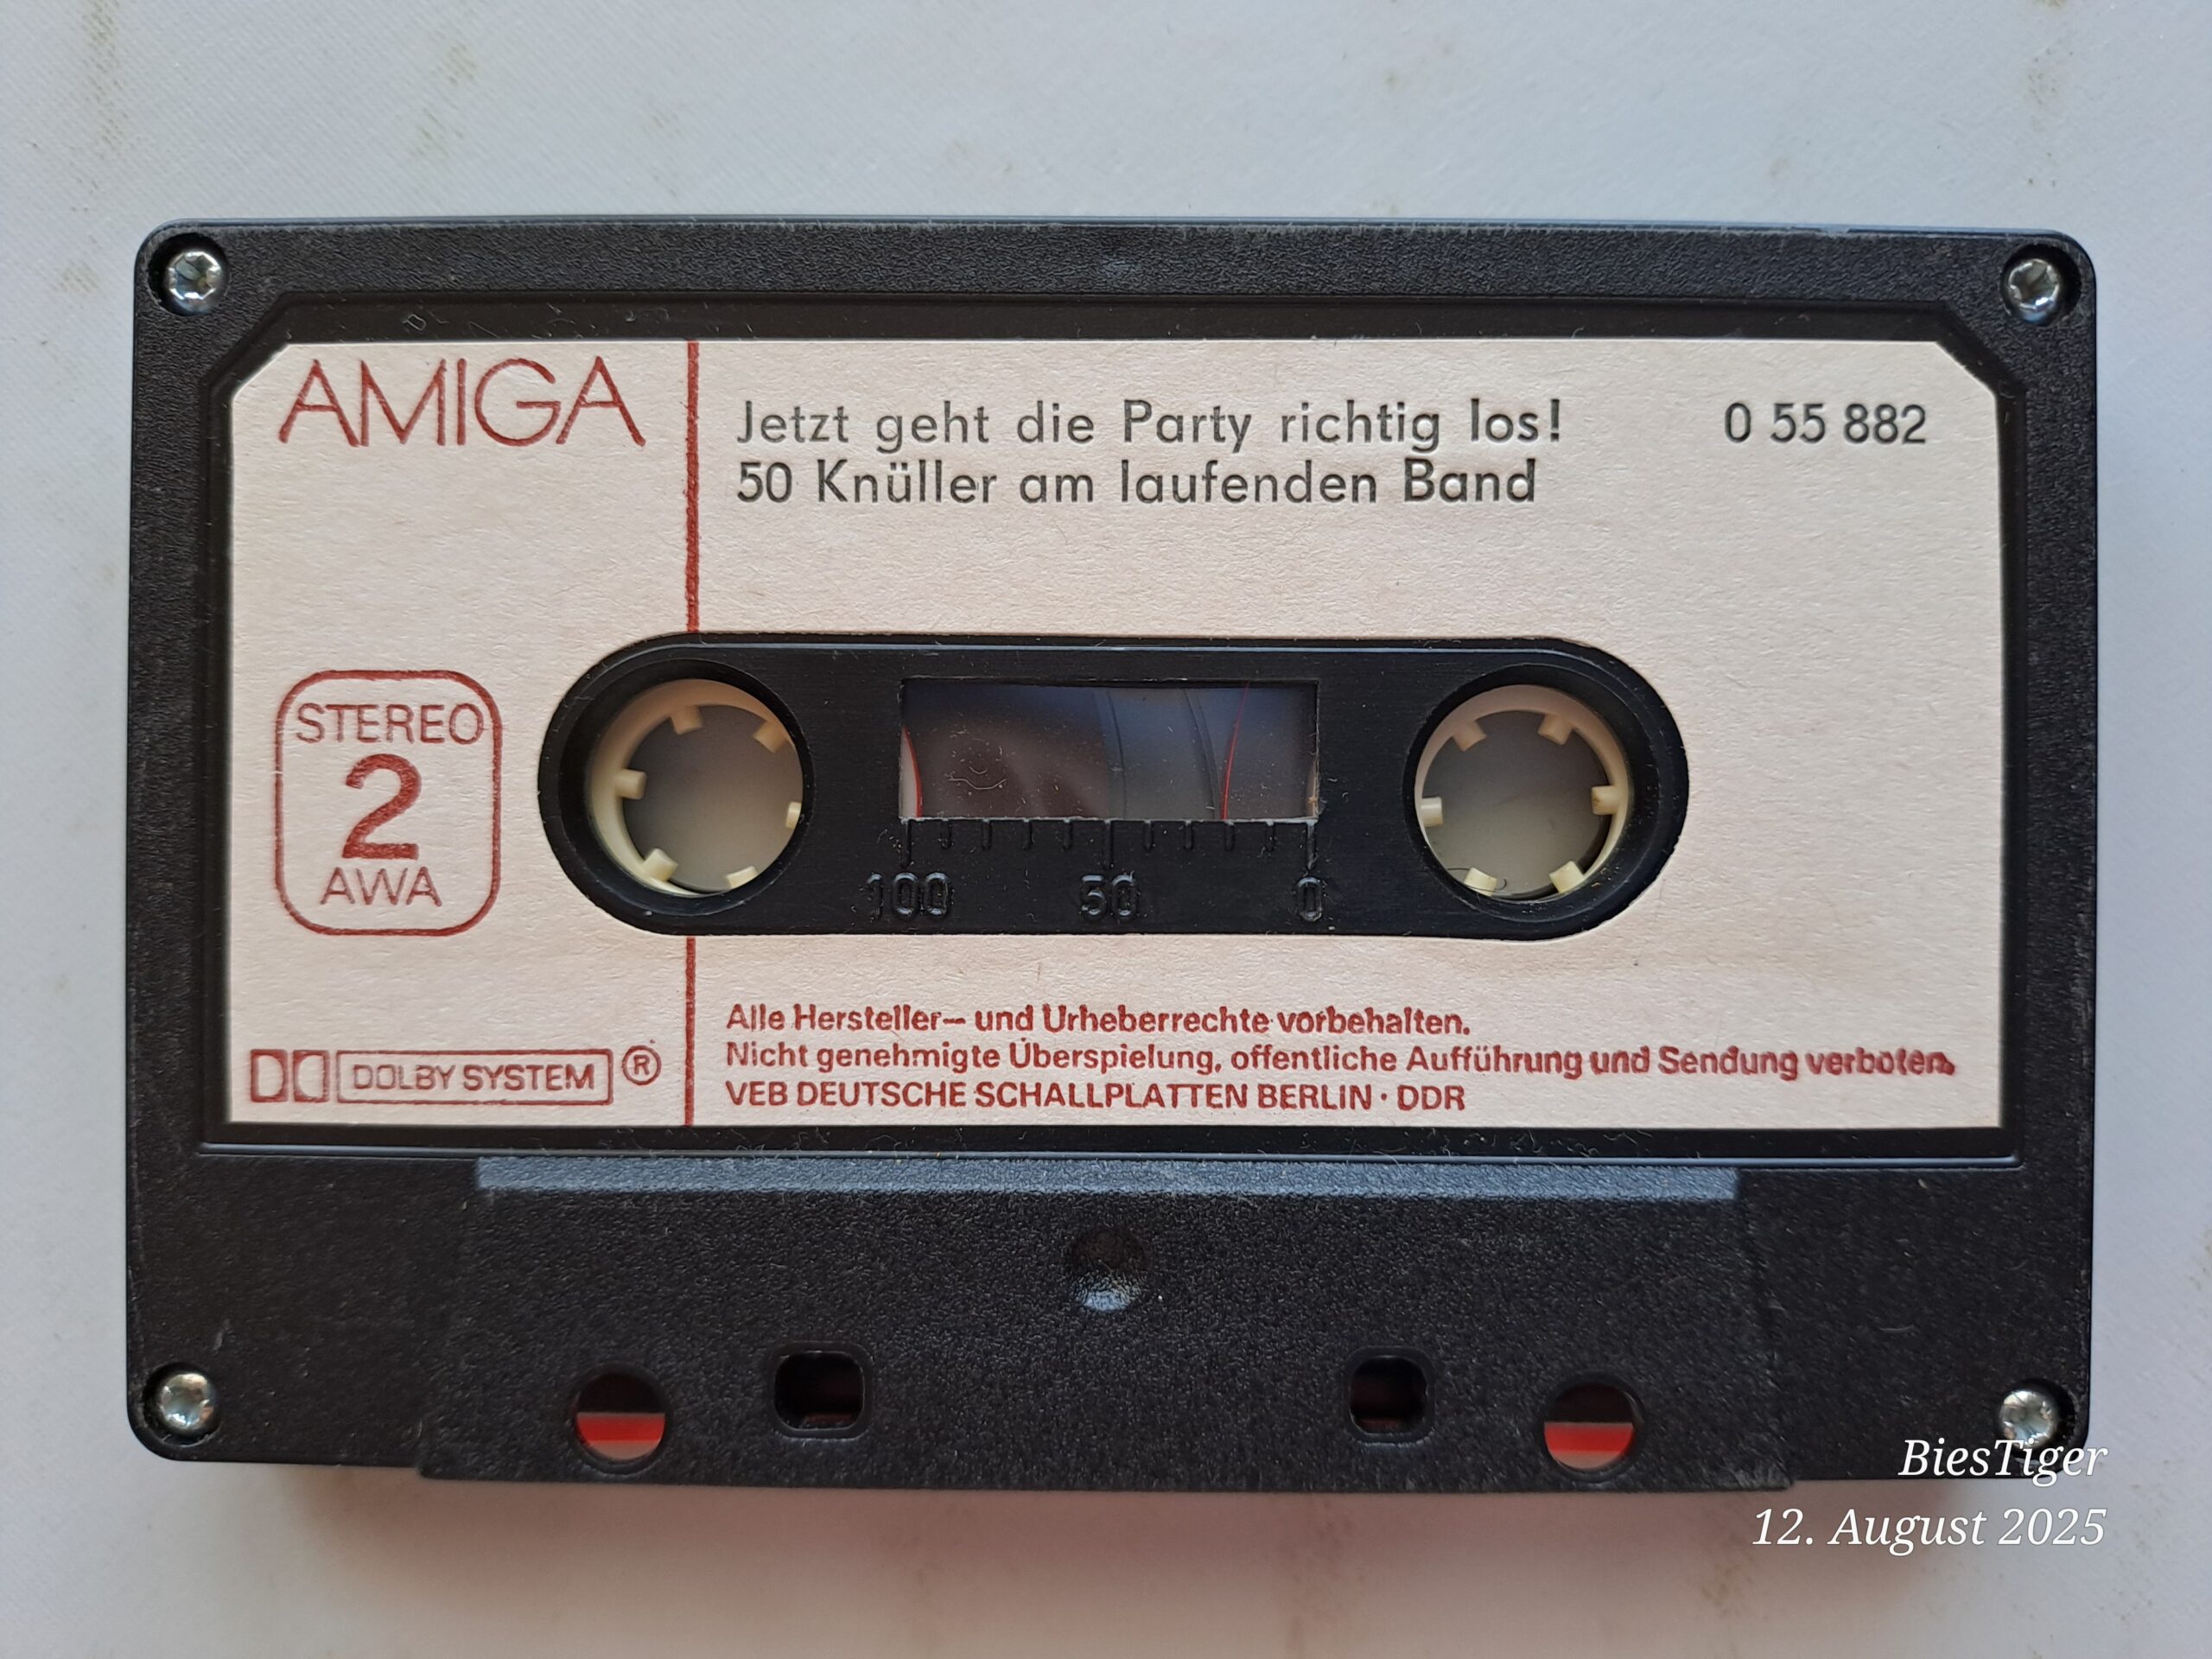 AMIGA
Jetzt geht die Party richtig los!
50 Knüller am laufenden Band
0 55 882
STEREO
2
AWA
100 50 0
DOLBY SYSTEM ®
Alle Hersteller- und Urheberrechte vorbehalten.
Nicht genehmigte Überspielung, offentliche Aufführung und Sendung verboten.
VEB DEUTSCHE SCHALLPLATTEN BERLIN · DDR
BiesTiger
12. August 2025